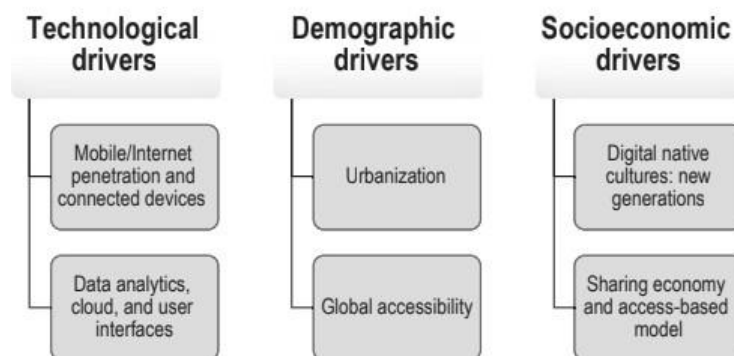 Technological
drivers
Mobile/Internet
penetration and
connected devices
Data analytics,
cloud, and user
interfaces
Demographic
drivers
Urbanization
Global accessibility
Socioeconomic
drivers
Digital native
cultures: new
generations
Sharing economy
and access-based
model